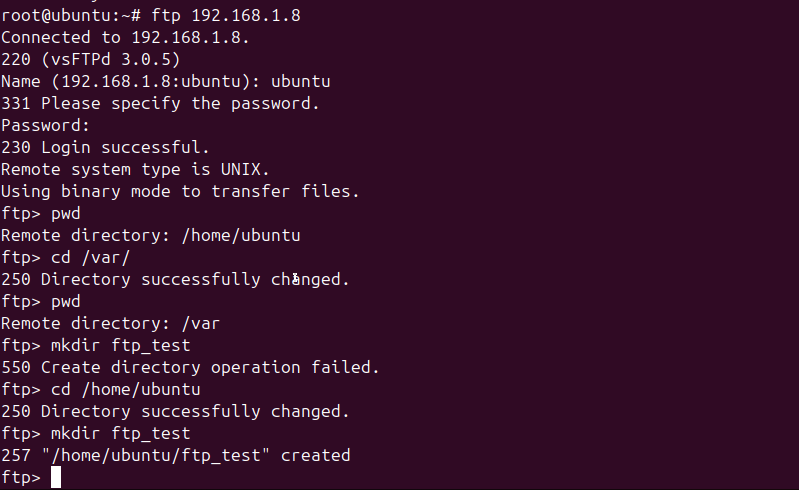 root@ubuntu:~# ftp 192.168.1.8
Connected to 192.168.1.8.
220 (vsFTPd 3.0.5)
Name (192.168.1.8:ubuntu): ubuntu
331 Please specify the password.
Password:
230 Login successful.
Remote system type is UNIX.
Using binary mode to transfer files.
ftp> pwd
Remote directory: /home/ubuntu
ftp> cd /var/
250 Directory successfully changed.
ftp> pwd
Remote directory: /var
ftp> mkdir ftp_test
550 Create directory operation failed.
ftp> cd /home/ubuntu
250 Directory successfully changed.
ftp> mkdir ftp_test
257 "/home/ubuntu/ftp_test" created
ftp>